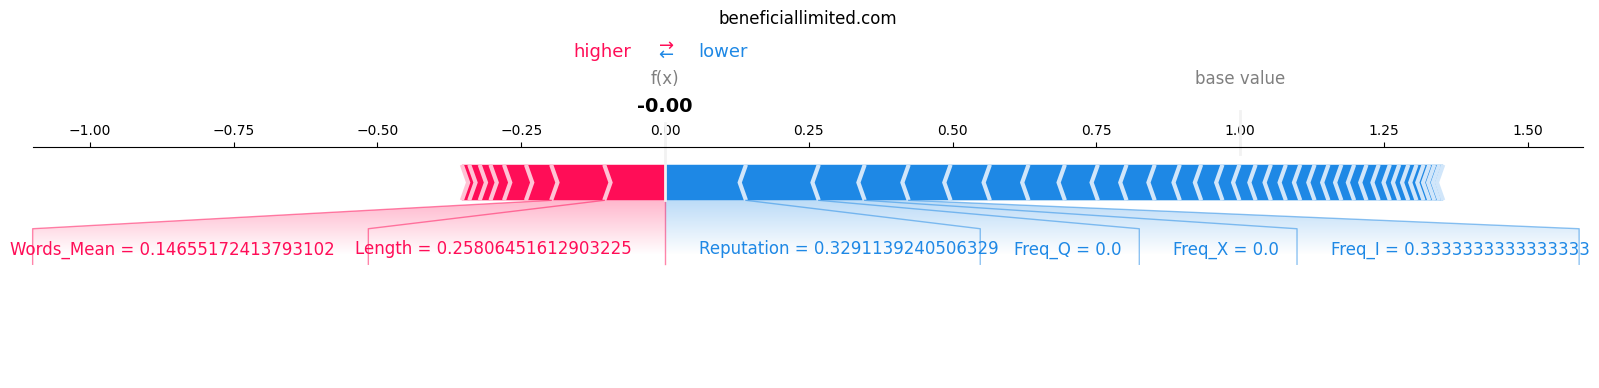 beneficiallimited.com
higher ⇄ lower
f(x) base value
-0.00
−1.00 −0.75 −0.50 −0.25 0.00 0.25 0.50 0.75 1.00 1.25 1.50
Words_Mean = 0.14655172413793102 Length = 0.25806451612903225 Reputation = 0.3291139240506329 Freq_Q = 0.0 Freq_X = 0.0 Freq_I = 0.3333333333333333